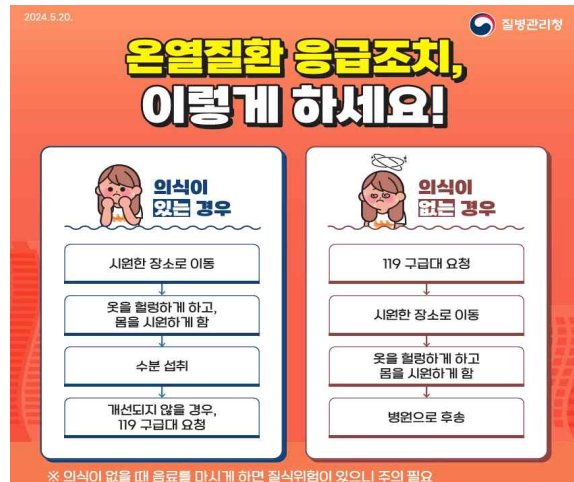 2024.5.20.
질병관리청
온열질환 응급조치,
이렇게 하세요!
의식이
있는 경우
시원한 장소로 이동
옷을 헐렁하게 하고,
몸을 시원하게 함
수분 섭취
개선되지 않을 경우,
119 구급대 요청
의식이
없는 경우
119 구급대 요청
시원한 장소로 이동
옷을 헐렁하게 하고
몸을 시원하게 함
병원으로 후송
※ 의식이 없을 때 음료를 마시게 하면 질식위험이 있으니 주의 필요